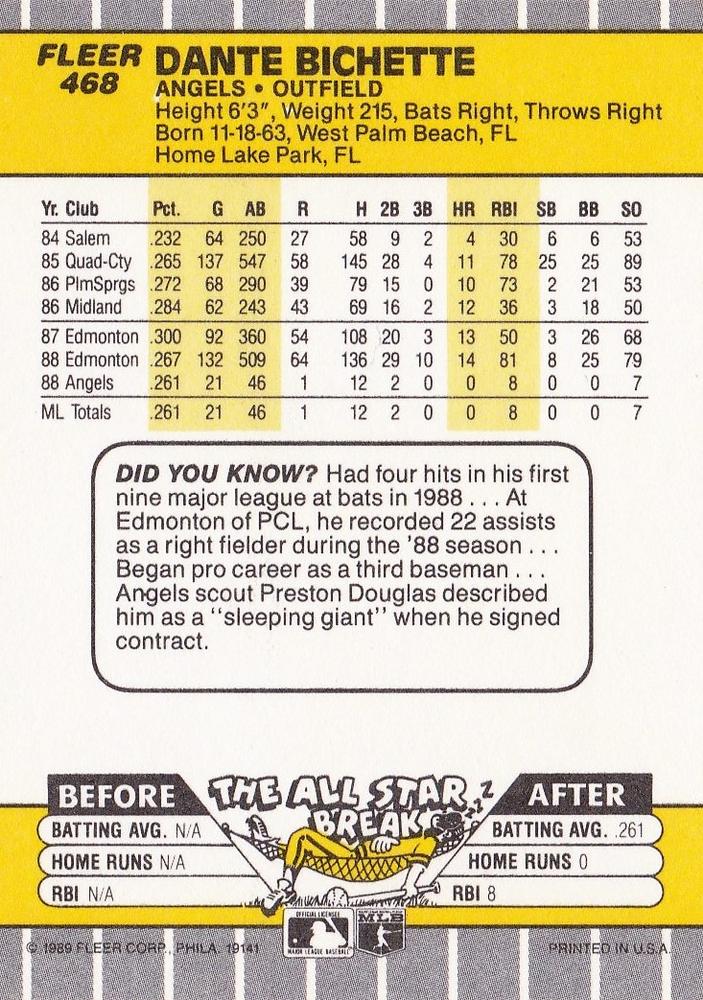 FLEER
468
DANTE BICHETTE
ANGELS • OUTFIELD
Height 6'3", Weight 215, Bats Right, Throws Right
Born 11-18-63, West Palm Beach, FL
Home Lake Park, FL
Yr. Club Pct. G AB R H 2B 3B HR RBI SB BB SO
84 Salem .232 64 250 27 58 9 2 4 30 6 6 53
85 Quad-Cty .265 137 547 58 145 28 4 11 78 25 25 89
86 PlmSprgs .272 68 290 39 79 15 0 10 73 2 21 53
86 Midland .284 62 243 43 69 16 2 12 36 3 18 50
87 Edmonton .300 92 360 54 108 20 3 13 50 3 26 68
88 Edmonton .267 132 509 64 136 29 10 14 81 8 25 79
88 Angels .261 21 46 1 12 2 0 0 8 0 0 7
ML Totals .261 21 46 1 12 2 0 0 8 0 0 7
DID YOU KNOW? Had four hits in his first
nine major league at bats in 1988 . . . At
Edmonton of PCL, he recorded 22 assists
as a right fielder during the '88 season . . .
Began pro career as a third baseman . . .
Angels scout Preston Douglas described
him as a "sleeping giant" when he signed
contract.
BEFORE
THE ALL STAR
BREAK
zzZ
AFTER
BATTING AVG. N/A
BATTING AVG. .261
HOME RUNS N/A
HOME RUNS 0
RBI N/A
RBI 8
OFFICIAL LICENSEE
MAJOR LEAGUE BASEBALL
MLB
© 1989 FLEER CORP., PHILA. 19141
PRINTED IN U.S.A.